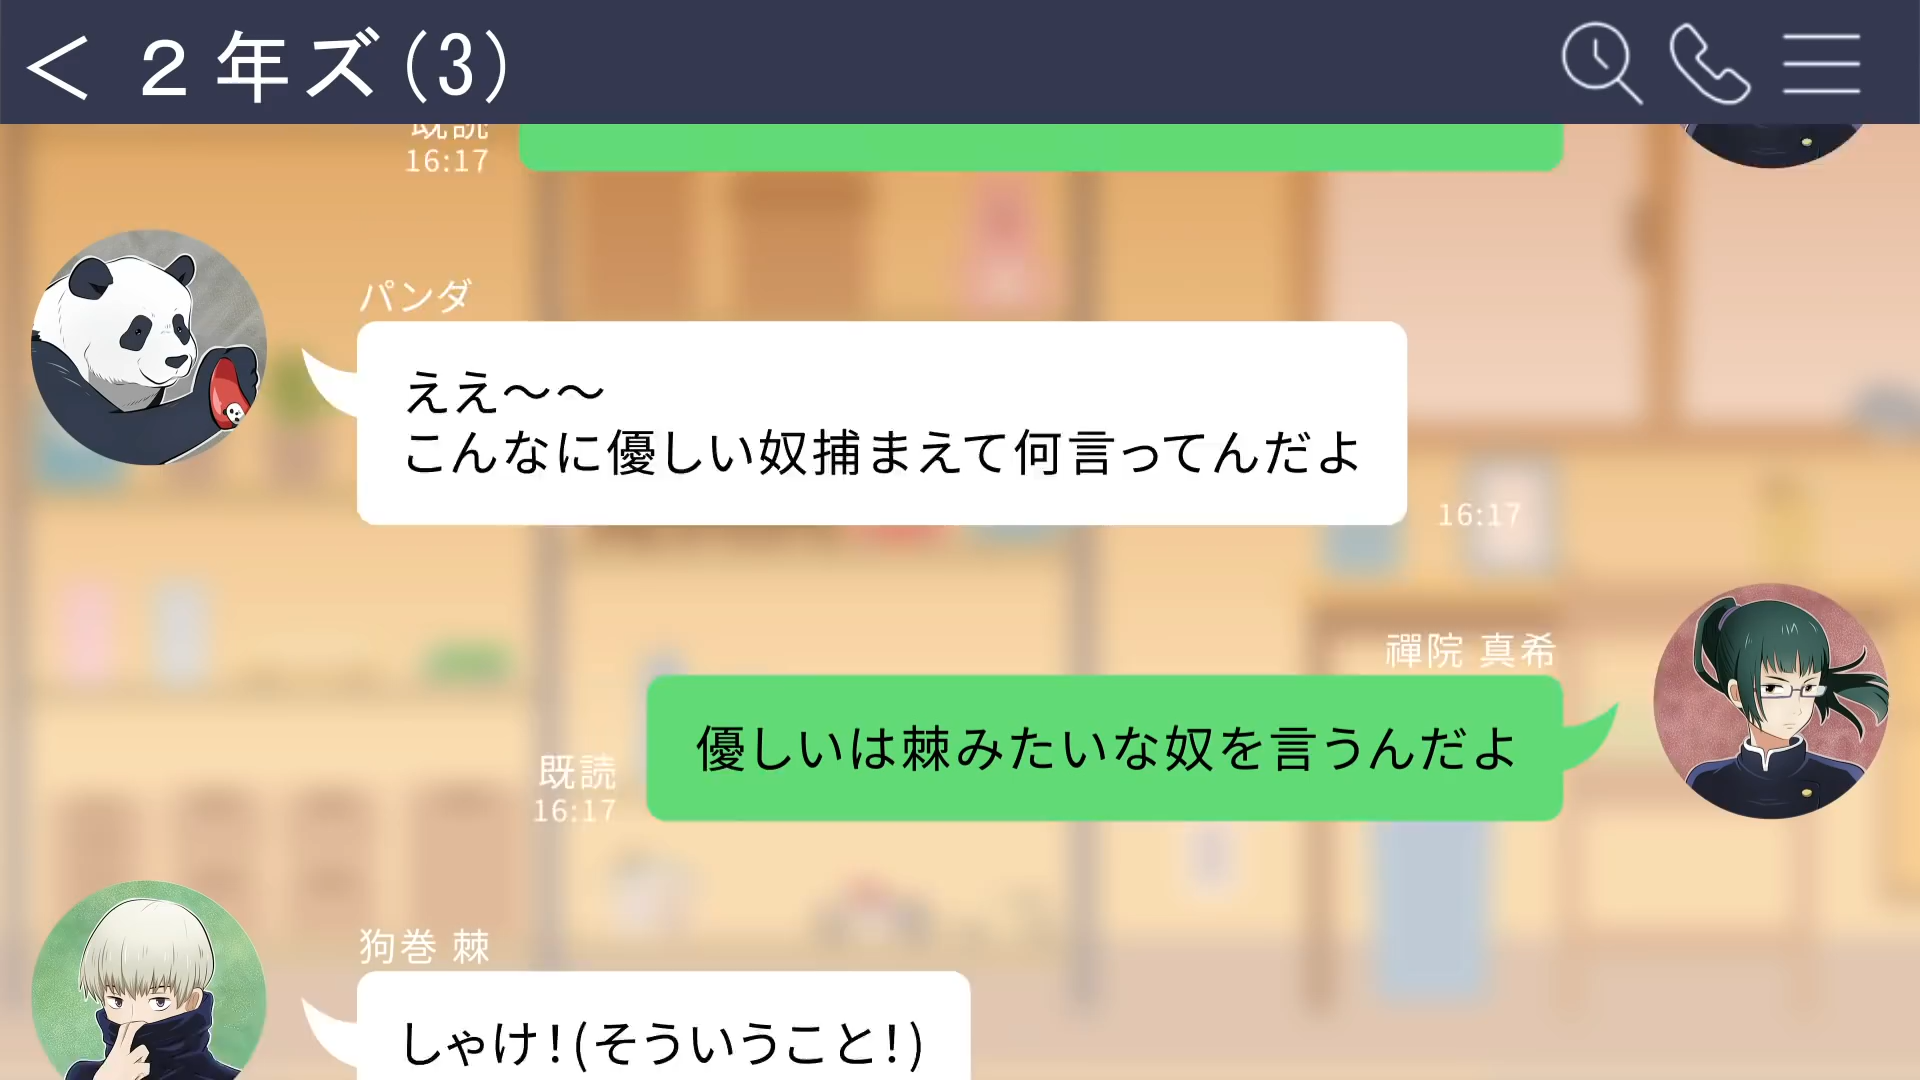 ＜ ２年ズ(3)
既読
16:17
パンダ
ええ〜〜
こんなに優しい奴捕まえて何言ってんだよ
16:17
禪院 真希
優しいは棘みたいな奴を言うんだよ
既読
16:17
狗巻 棘
しゃけ!(そういうこと!)